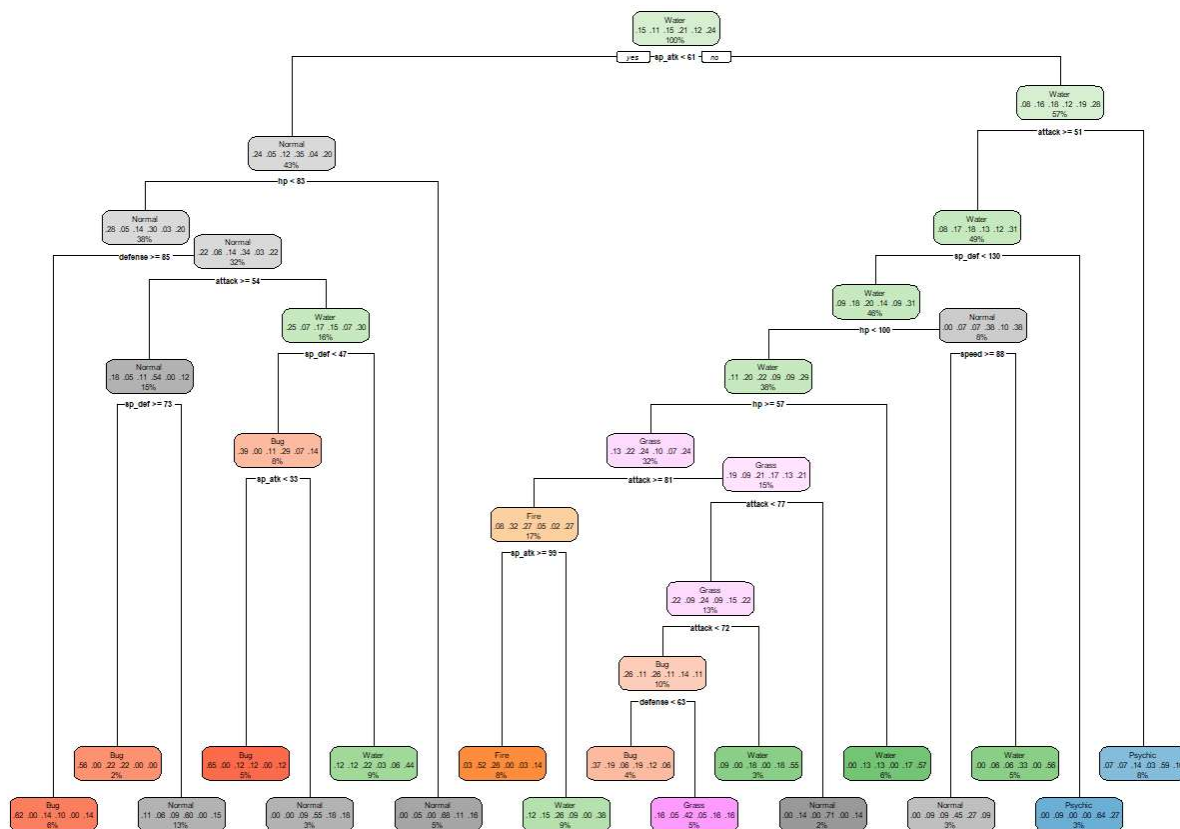 Water
.15 .11 .15 .21 .12 .24
100%
yes sp_atk < 61 no
Water
.08 .16 .18 .12 .19 .28
57%
attack >= 51
Normal
.24 .05 .12 .35 .04 .20
43%
hp < 83
Normal
.28 .05 .14 .30 .03 .20
38%
defense >= 85
Normal
.22 .06 .14 .34 .03 .22
32%
attack >= 54
Water
.08 .17 .18 .13 .12 .31
49%
sp_def < 130
Water
.09 .18 .20 .14 .09 .31
46%
hp < 100
Normal
.00 .07 .07 .38 .10 .38
8%
speed >= 88
Water
.25 .07 .17 .15 .07 .30
16%
sp_def < 47
Normal
.18 .05 .11 .54 .00 .12
15%
sp_def >= 73
Water
.11 .20 .22 .09 .09 .29
38%
hp >= 57
Bug
.39 .00 .11 .29 .07 .14
8%
sp_atk < 33
Grass
.13 .22 .24 .10 .07 .24
32%
attack >= 81
Grass
.19 .09 .21 .17 .13 .21
15%
attack < 77
Fire
.08 .32 .27 .05 .02 .27
17%
sp_atk >= 99
Grass
.22 .09 .24 .09 .15 .22
13%
attack < 72
Bug
.26 .11 .26 .11 .14 .11
10%
defense < 63
Bug
.56 .00 .22 .22 .00 .00
2%
Bug
.65 .00 .12 .12 .00 .12
5%
Water
.12 .12 .22 .03 .06 .44
9%
Fire
.03 .52 .28 .00 .03 .14
8%
Bug
.37 .19 .06 .19 .12 .06
4%
Water
.09 .00 .18 .00 .18 .55
3%
Water
.00 .13 .13 .00 .17 .57
6%
Water
.00 .06 .06 .33 .00 .56
5%
Psychic
.07 .07 .14 .03 .59
8%
Bug
.62 .00 .14 .10 .00 .14
6%
Normal
.11 .06 .09 .60 .00 .15
13%
Normal
.00 .00 .09 .55 .18 .18
3%
Normal
.00 .05 .00 .68 .11 .16
5%
Water
.12 .15 .26 .09 .00 .38
9%
Grass
.16 .05 .42 .05 .16 .16
5%
Normal
.00 .14 .00 .71 .00 .14
2%
Normal
.00 .09 .09 .45 .27 .09
3%
Psychic
.00 .09 .00 .00 .64 .27
3%